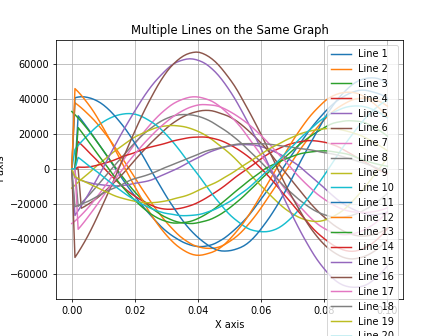 Multiple Lines on the Same Graph
60000
40000
20000
0
−20000
−40000
−60000
0.00
0.02
0.04
0.06
0.08
X axis
Line 1
Line 2
Line 3
Line 4
Line 5
Line 6
Line 7
Line 8
Line 9
Line 10
Line 11
Line 12
Line 13
Line 14
Line 15
Line 16
Line 17
Line 18
Line 19
Line 20